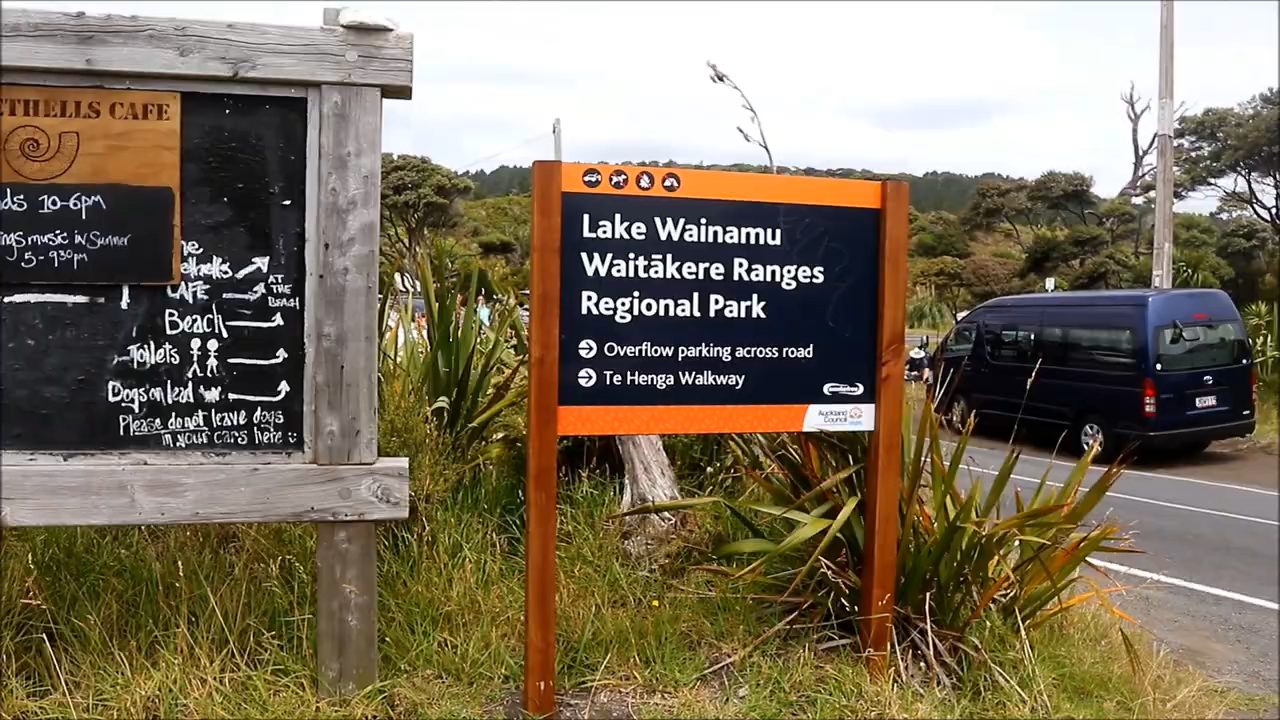 ETHELLS CAFE
ds 10-6pm
ngs music in Summer
5-930pm
the
Bethells
CAFE
AT
THE
BEACH
Beach
Toilets
Dogs on lead
Please do not leave dogs
in your cars here
Lake Wainamu
Waitākere Ranges
Regional Park
Overflow parking across road
Te Henga Walkway
Auckland
Council